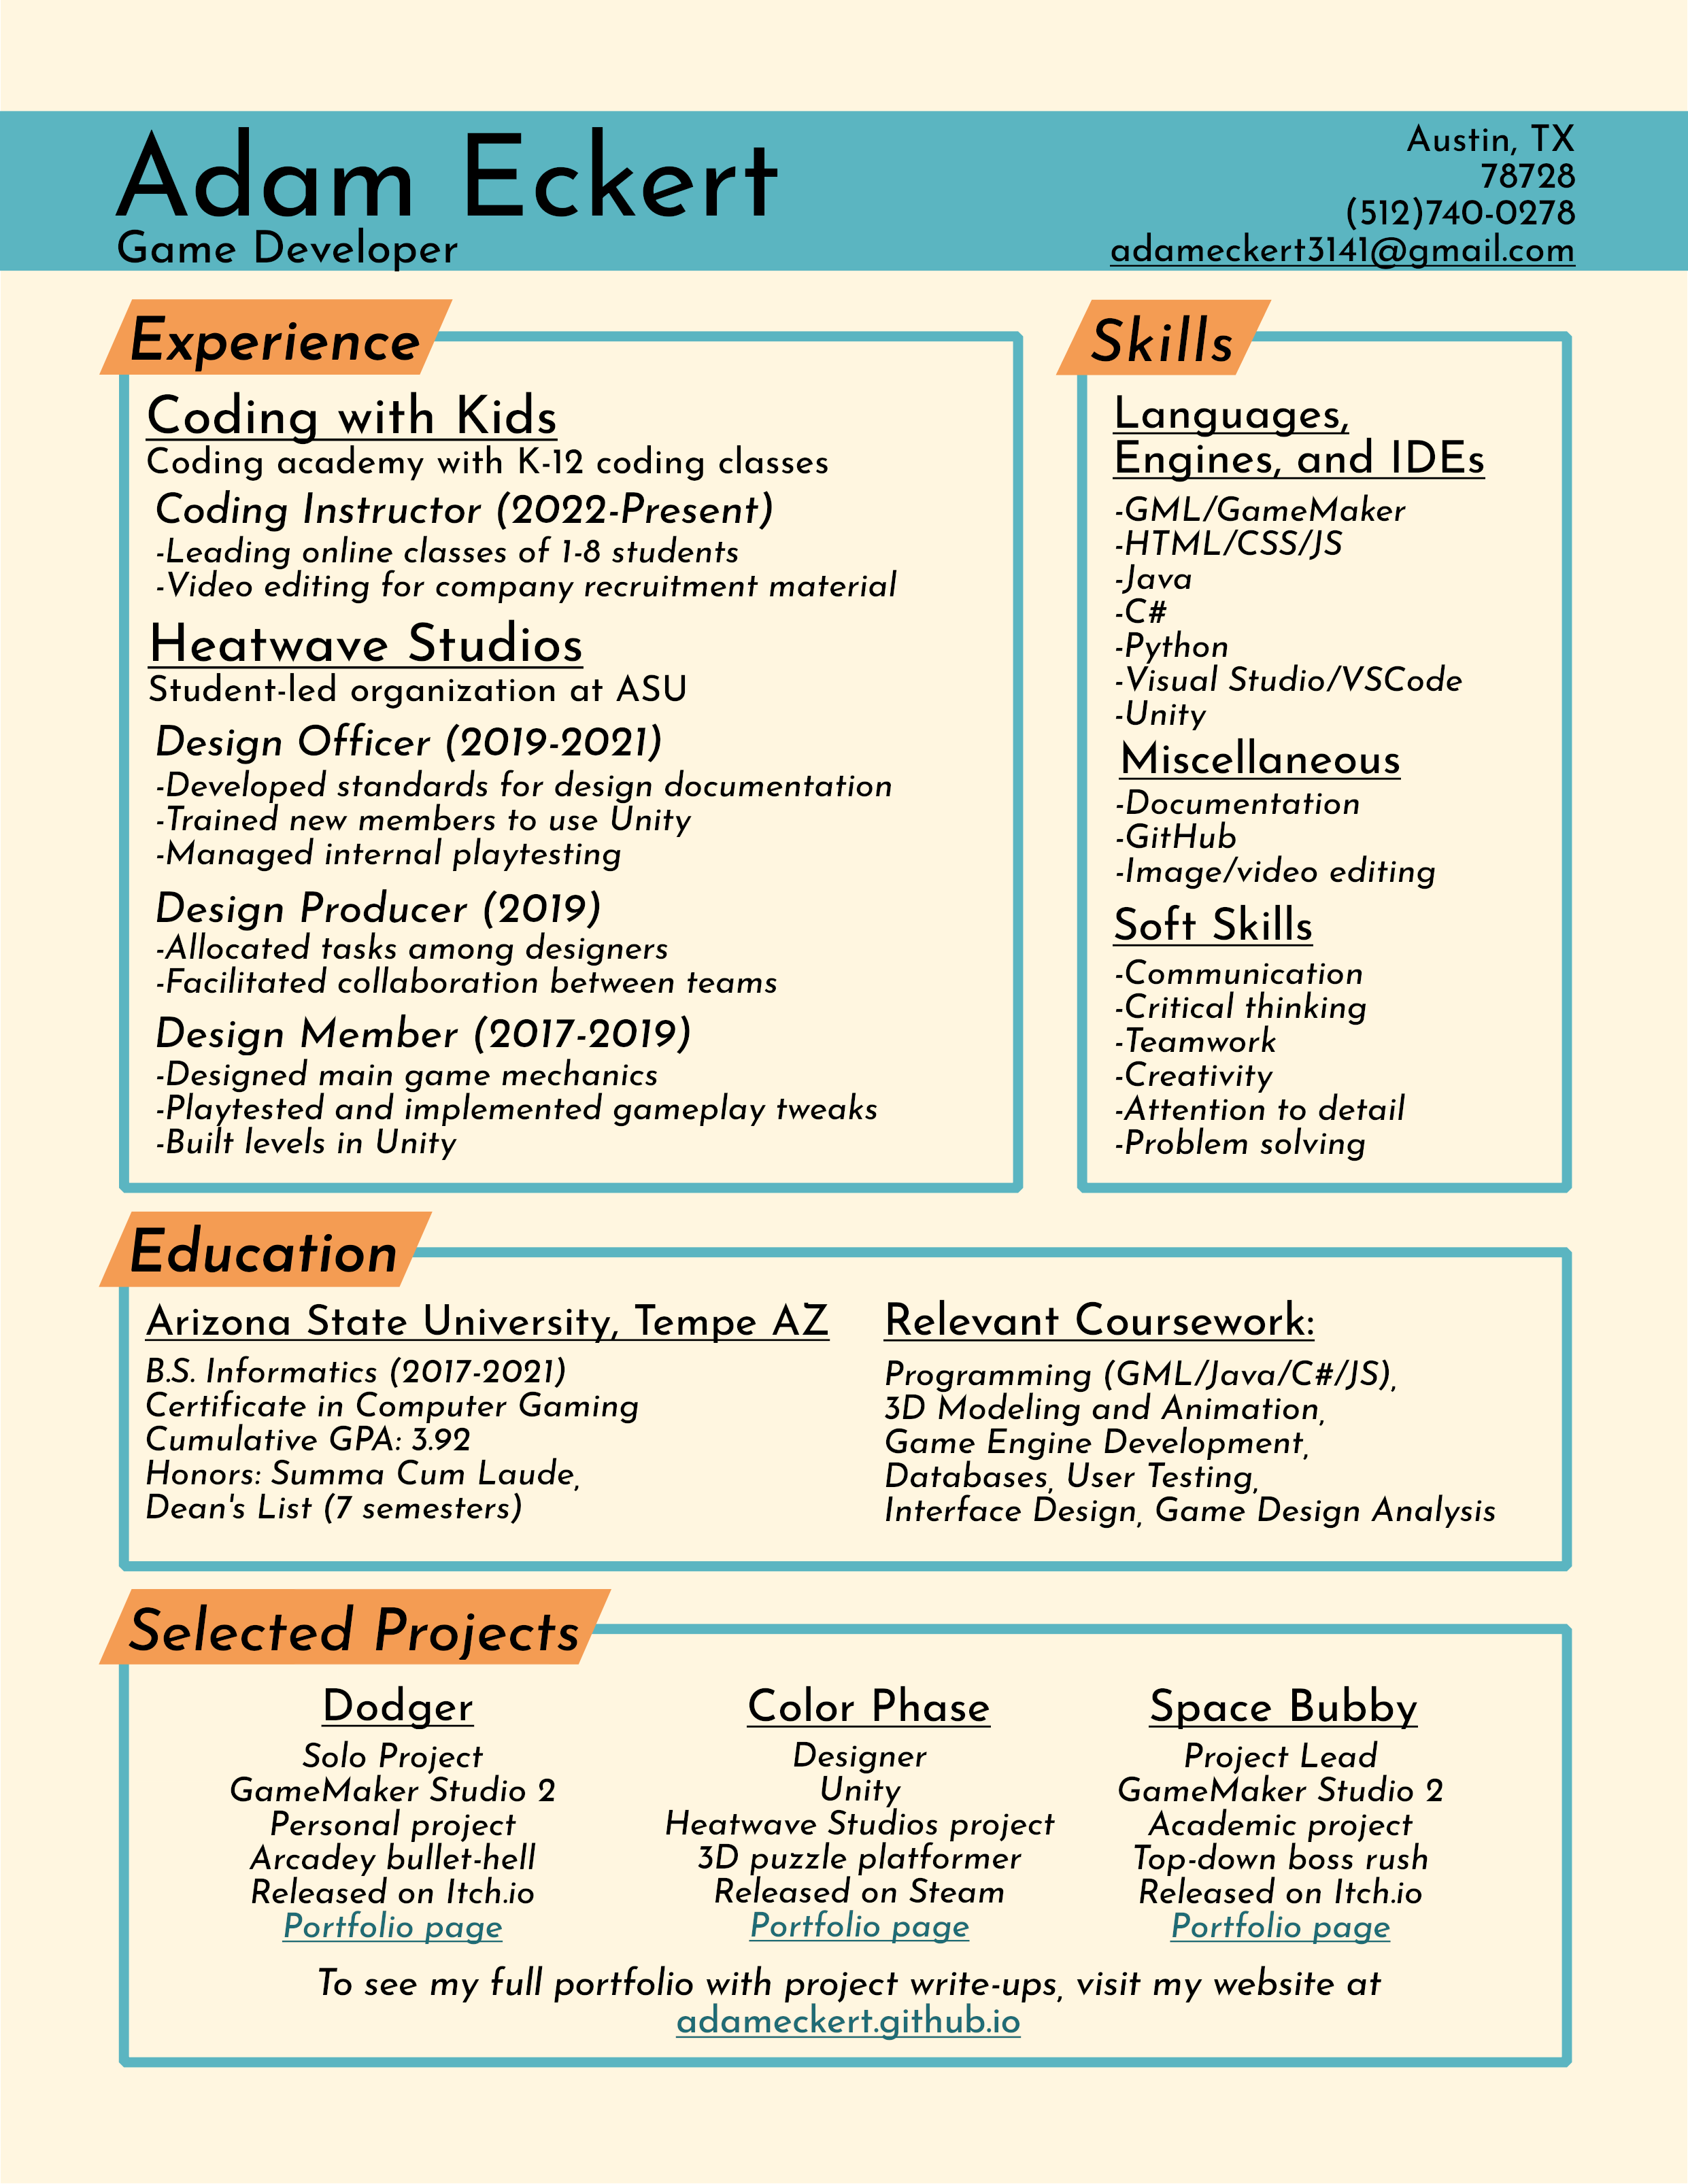 Adam Eckert
Game Developer
Austin, TX
78728
(512)740-0278
adameckert3141@gmail.com
Experience
Coding with Kids
Coding academy with K-12 coding classes
Coding Instructor (2022-Present)
-Leading online classes of 1-8 students
-Video editing for company recruitment material
Heatwave Studios
Student-led organization at ASU
Design Officer (2019-2021)
-Developed standards for design documentation
-Trained new members to use Unity
-Managed internal playtesting
Design Producer (2019)
-Allocated tasks among designers
-Facilitated collaboration between teams
Design Member (2017-2019)
-Designed main game mechanics
-Playtested and implemented gameplay tweaks
-Built levels in Unity
Skills
Languages,
Engines, and IDEs
-GML/GameMaker
-HTML/CSS/JS
-Java
-C#
-Python
-Visual Studio/VSCode
-Unity
Miscellaneous
-Documentation
-GitHub
-Image/video editing
Soft Skills
-Communication
-Critical thinking
-Teamwork
-Creativity
-Attention to detail
-Problem solving
Education
Arizona State University, Tempe AZ
B.S. Informatics (2017-2021)
Certificate in Computer Gaming
Cumulative GPA: 3.92
Honors: Summa Cum Laude,
Dean's List (7 semesters)
Relevant Coursework:
Programming (GML/Java/C#/JS),
3D Modeling and Animation,
Game Engine Development,
Databases, User Testing,
Interface Design, Game Design Analysis
Selected Projects
Dodger
Solo Project
GameMaker Studio 2
Personal project
Arcadey bullet-hell
Released on Itch.io
Portfolio page
Color Phase
Designer
Unity
Heatwave Studios project
3D puzzle platformer
Released on Steam
Portfolio page
Space Bubby
Project Lead
GameMaker Studio 2
Academic project
Top-down boss rush
Released on Itch.io
Portfolio page
To see my full portfolio with project write-ups, visit my website at
adameckert.github.io